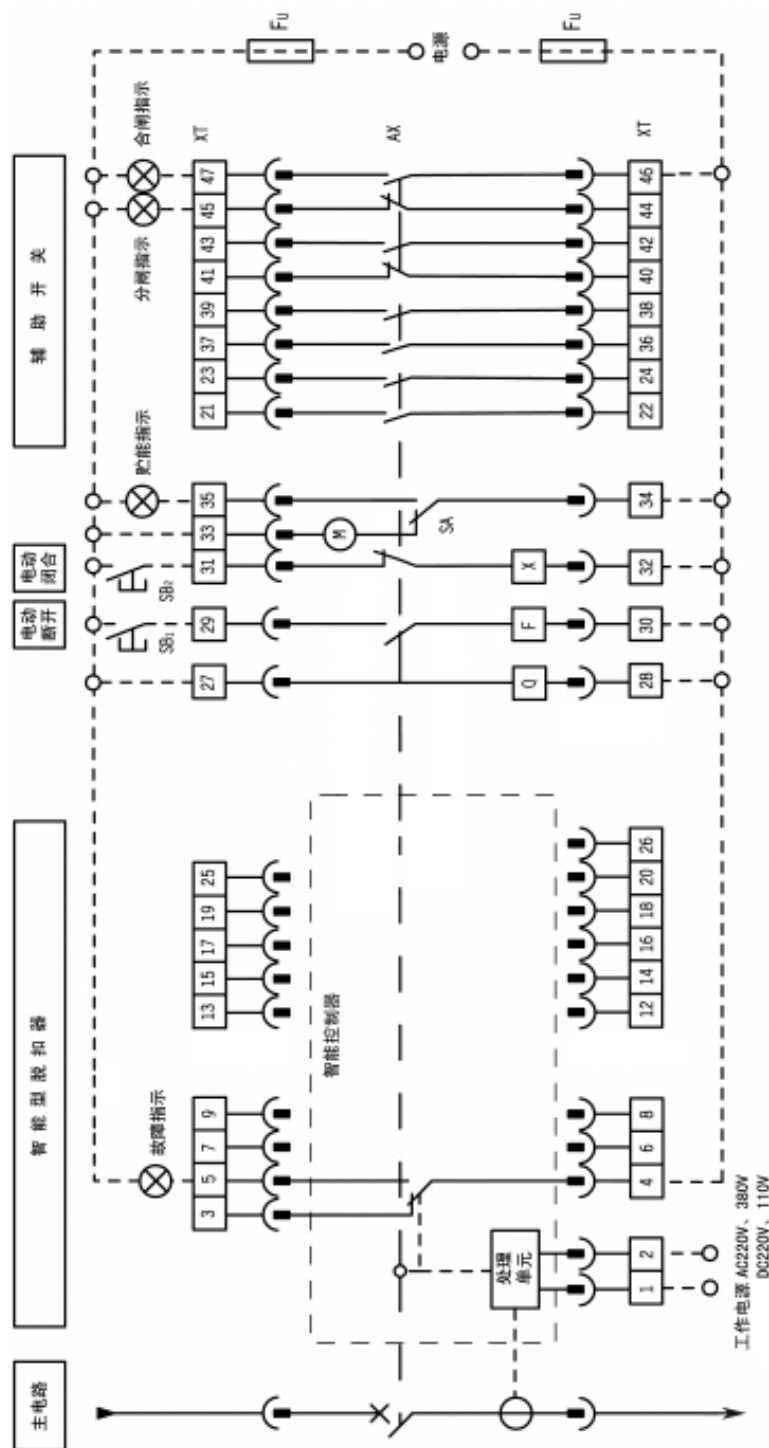 主电路
智能型脱扣器
电动
断开
电动
闭合
辅助开关
故障指示
SB1
SB2
贮能指示
分闸指示
合闸指示
3 5 7 9
13 15 17 19 25
27
29
31 33 35
21 23 37 39 41 43 45 47
XT
Fu
智能控制器
M
SA
AX
电源
处理
单元
Q
F
X
1 2
4 6 8
12 14 16 18 20 26
28
30
32
34
22 24 36 38 40 42 44 46
XT
Fu
工作电源 AC220V、380V
DC220V、110V